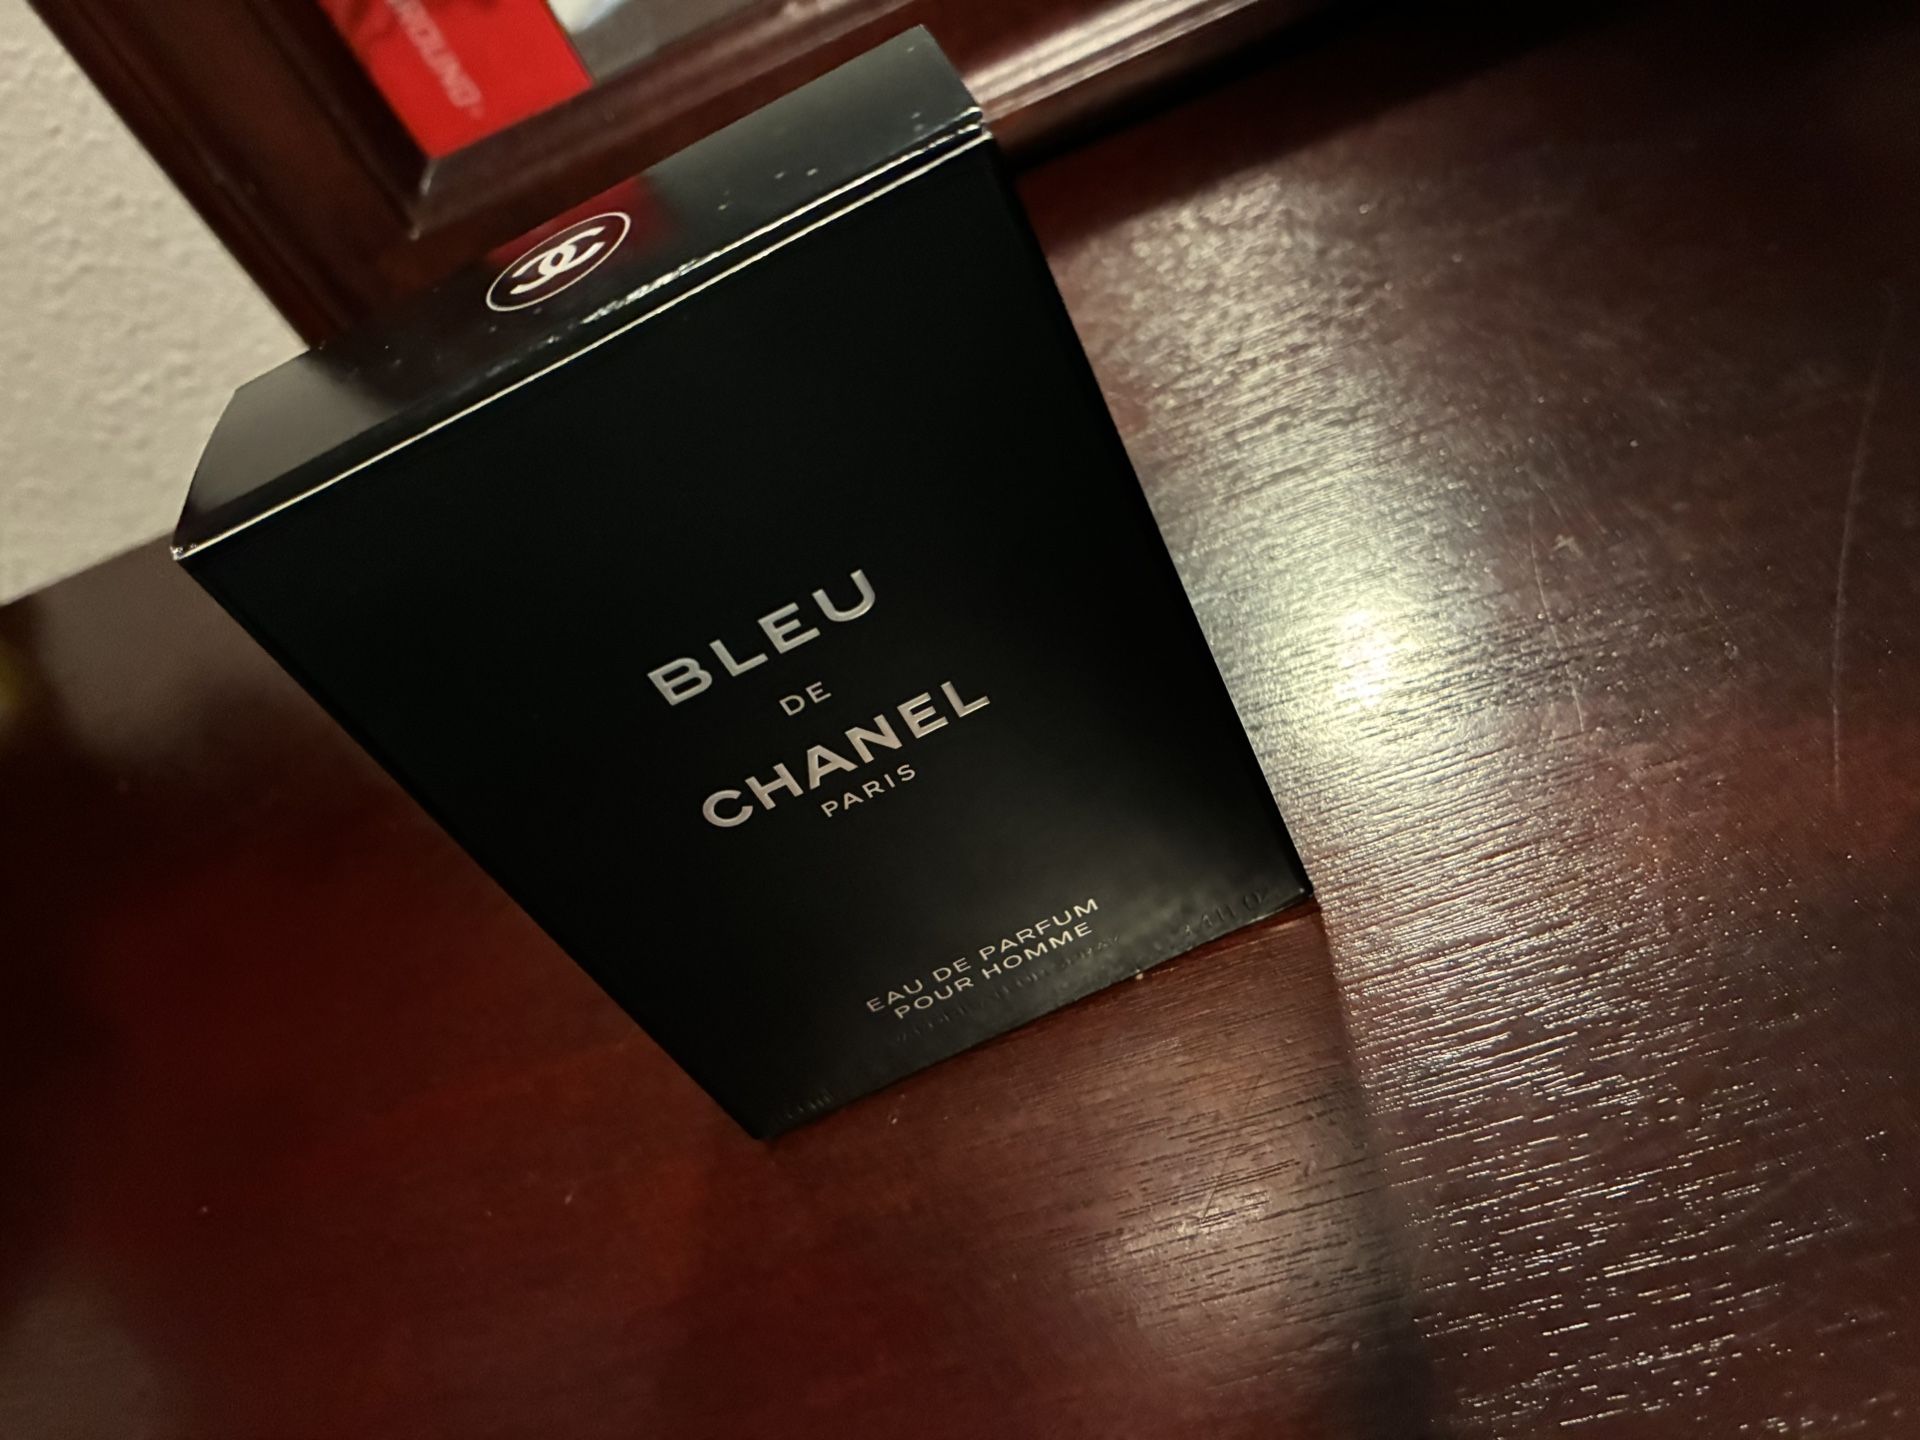 BLEU
DE
CHANEL
PARIS
EAU DE PARFUM
POUR HOMME